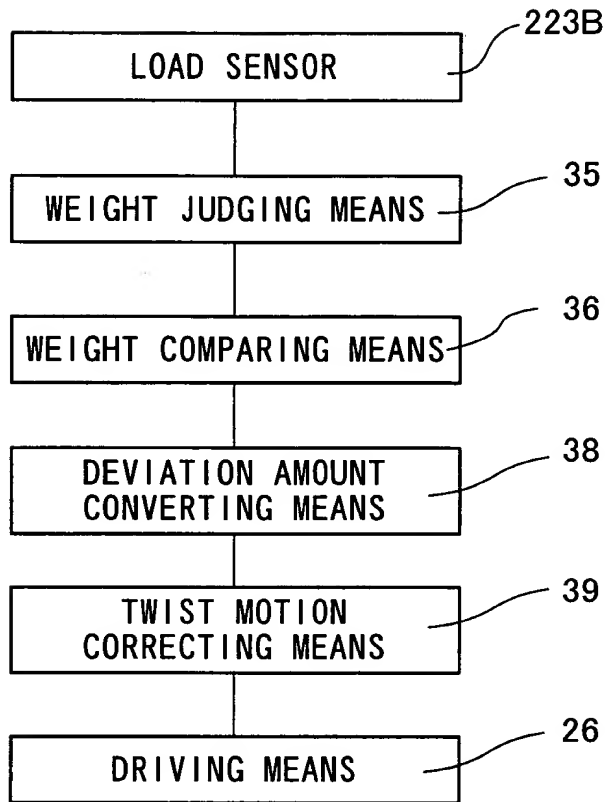 223B
LOAD SENSOR
35
WEIGHT JUDGING MEANS
36
WEIGHT COMPARING MEANS
38
DEVIATION AMOUNT
CONVERTING MEANS
39
TWIST MOTION
CORRECTING MEANS
26
DRIVING MEANS